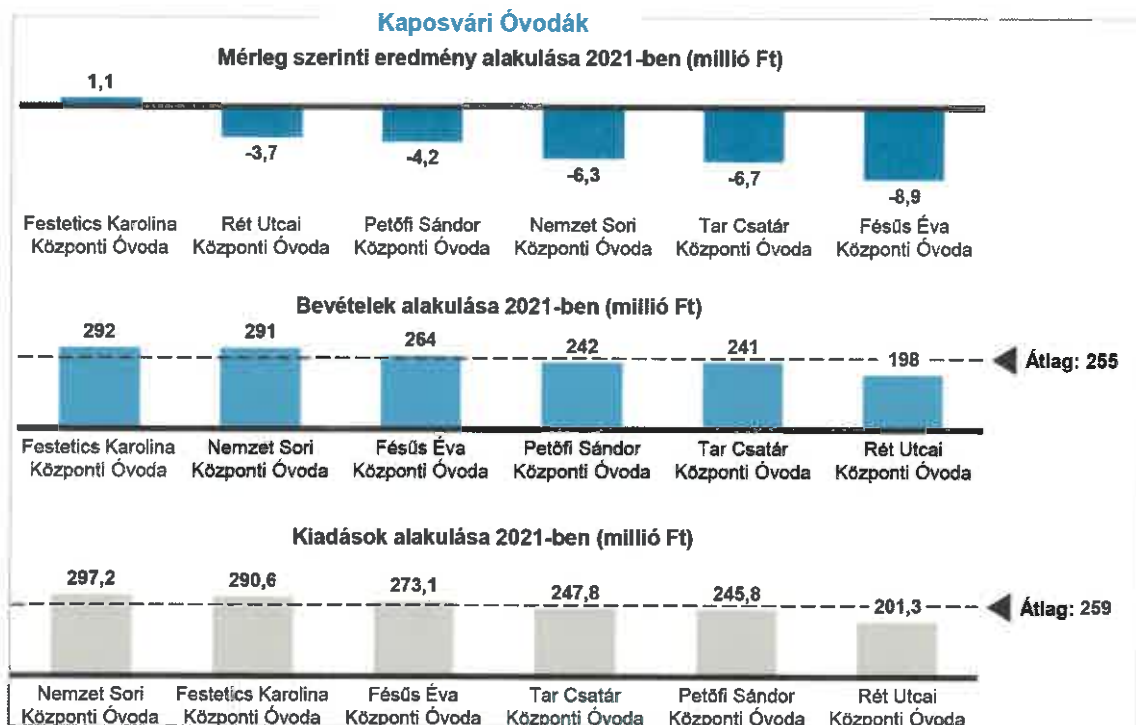 Kaposvári Óvodák
Mérleg szerinti eredmény alakulása 2021-ben (millió Ft)
1,1
-3,7
-4,2
-6,3
-6,7
-8,9
Festetics Karolina Központi Óvoda
Rét Utcai Központi Óvoda
Petőfi Sándor Központi Óvoda
Nemzet Sori Központi Óvoda
Tar Csatár Központi Óvoda
Fésűs Éva Központi Óvoda
Bevételek alakulása 2021-ben (millió Ft)
292
291
264
242
241
198
Átlag: 255
Festetics Karolina Központi Óvoda
Nemzet Sori Központi Óvoda
Fésűs Éva Központi Óvoda
Petőfi Sándor Központi Óvoda
Tar Csatár Központi Óvoda
Rét Utcai Központi Óvoda
Kiadások alakulása 2021-ben (millió Ft)
297,2
290,6
273,1
247,8
245,8
201,3
Átlag: 259
Nemzet Sori Központi Óvoda
Festetics Karolina Központi Óvoda
Fésűs Éva Központi Óvoda
Tar Csatár Központi Óvoda
Petőfi Sándor Központi Óvoda
Rét Utcai Központi Óvoda